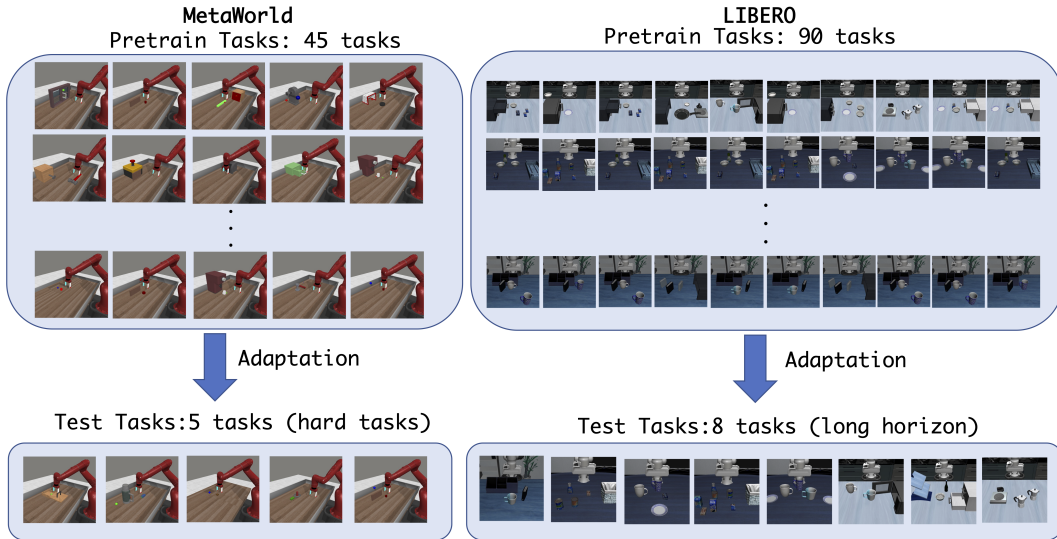 MetaWorld
Pretrain Tasks: 45 tasks
Adaptation
Test Tasks:5 tasks (hard tasks)
LIBERO
Pretrain Tasks: 90 tasks
Adaptation
Test Tasks:8 tasks (long horizon)